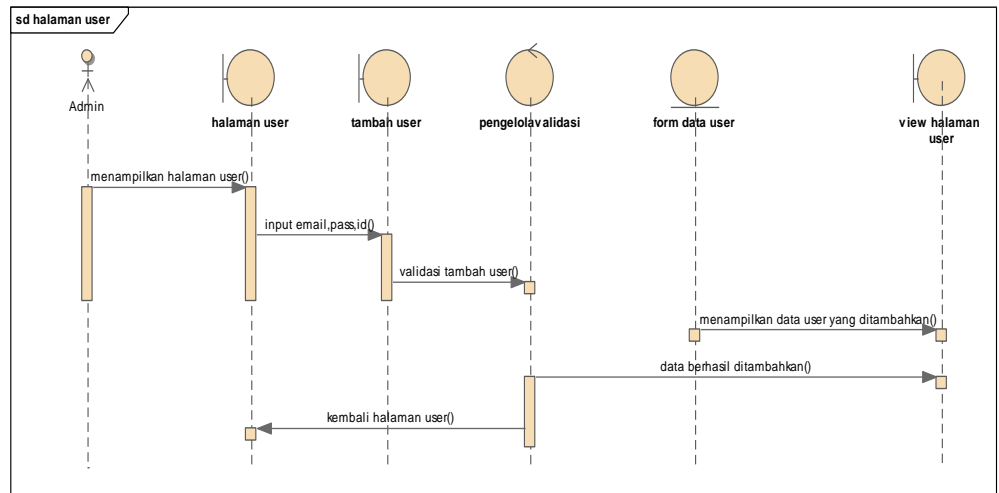 sd halaman user
Admin
halaman user
tambah user
pengelolavalidasi
form data user
view halaman
user
menampilkan halaman user()
input email,pass,id()
validasi tambah user()
menampilkan data user yang ditambahkan()
data berhasil ditambahkan()
kembali halaman user()